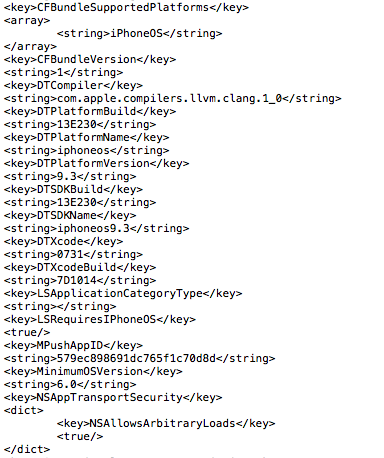 <key>CFBundleSupportedPlatforms</key>
<array>
<string>iPhoneOS</string>
</array>
<key>CFBundleVersion</key>
<string>1</string>
<key>DTCompiler</key>
<string>com.apple.compilers.llvm.clang.1_0</string>
<key>DTPlatformBuild</key>
<string>13E230</string>
<key>DTPlatformName</key>
<string>iphoneos</string>
<key>DTPlatformVersion</key>
<string>9.3</string>
<key>DTSDKBuild</key>
<string>13E230</string>
<key>DTSDKName</key>
<string>iphoneos9.3</string>
<key>DTXcode</key>
<string>0731</string>
<key>DTXcodeBuild</key>
<string>7D1014</string>
<key>LSApplicationCategoryType</key>
<string></string>
<key>LSRequiresIPhoneOS</key>
<true/>
<key>MPushAppID</key>
<string>579ec898691dc765f1c70d8d</string>
<key>MinimumOSVersion</key>
<string>6.0</string>
<key>NSAppTransportSecurity</key>
<dict>
<key>NSAllowsArbitraryLoads</key>
<true/>
</dict>